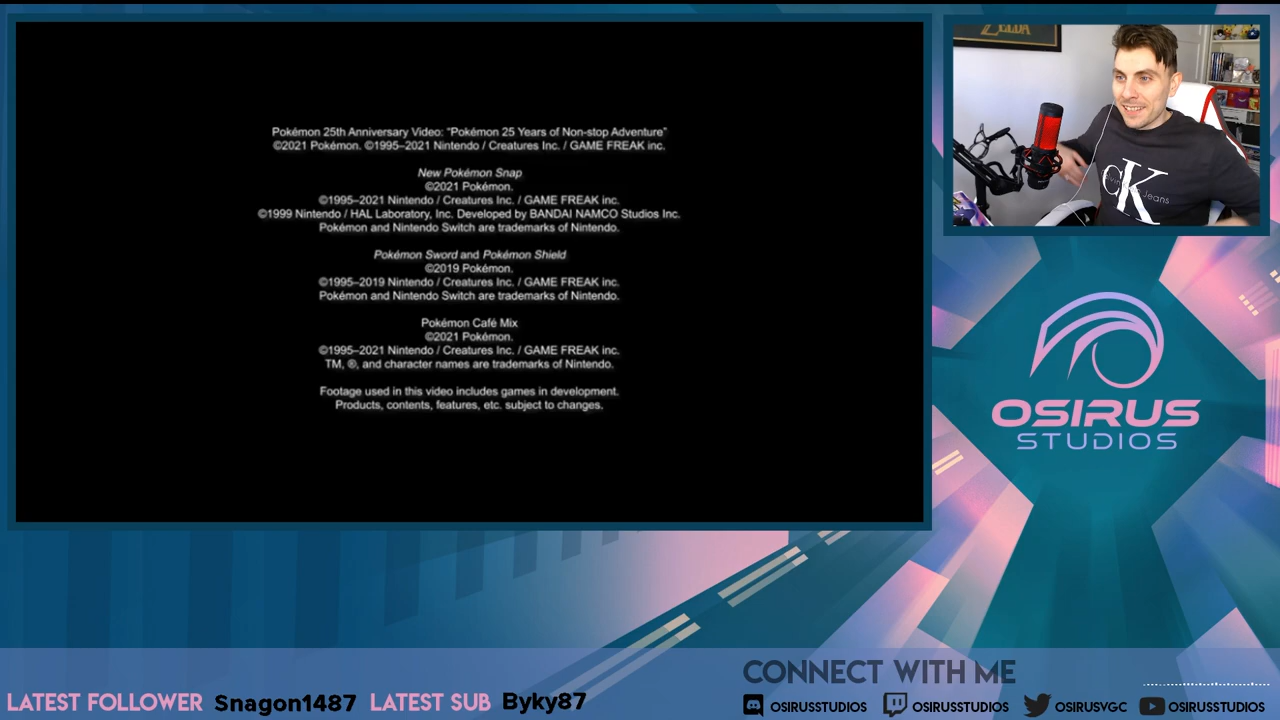 Pokémon 25th Anniversary Video: “Pokémon 25 Years of Non-stop Adventure”
©2021 Pokémon. ©1995–2021 Nintendo / Creatures Inc. / GAME FREAK inc.
New Pokémon Snap
©2021 Pokémon.
©1995–2021 Nintendo / Creatures Inc. / GAME FREAK inc.
©1999 Nintendo / HAL Laboratory, Inc. Developed by BANDAI NAMCO Studios Inc.
Pokémon and Nintendo Switch are trademarks of Nintendo.
Pokémon Sword and Pokémon Shield
©2019 Pokémon.
©1995–2019 Nintendo / Creatures Inc. / GAME FREAK inc.
Pokémon and Nintendo Switch are trademarks of Nintendo.
Pokémon Café Mix
©2021 Pokémon.
©1995–2021 Nintendo / Creatures Inc. / GAME FREAK inc.
TM, ®, and character names are trademarks of Nintendo.
Footage used in this video includes games in development.
Products, contents, features, etc. subject to changes.
ZELDA
CK
Jeans
OSIRUS
STUDIOS
CONNECT WITH ME
LATEST FOLLOWER Snagon1487 LATEST SUB Byky87
OSIRUSSTUDIOS OSIRUSSTUDIOS OSIRUSVGC OSIRUSSTUDIOS